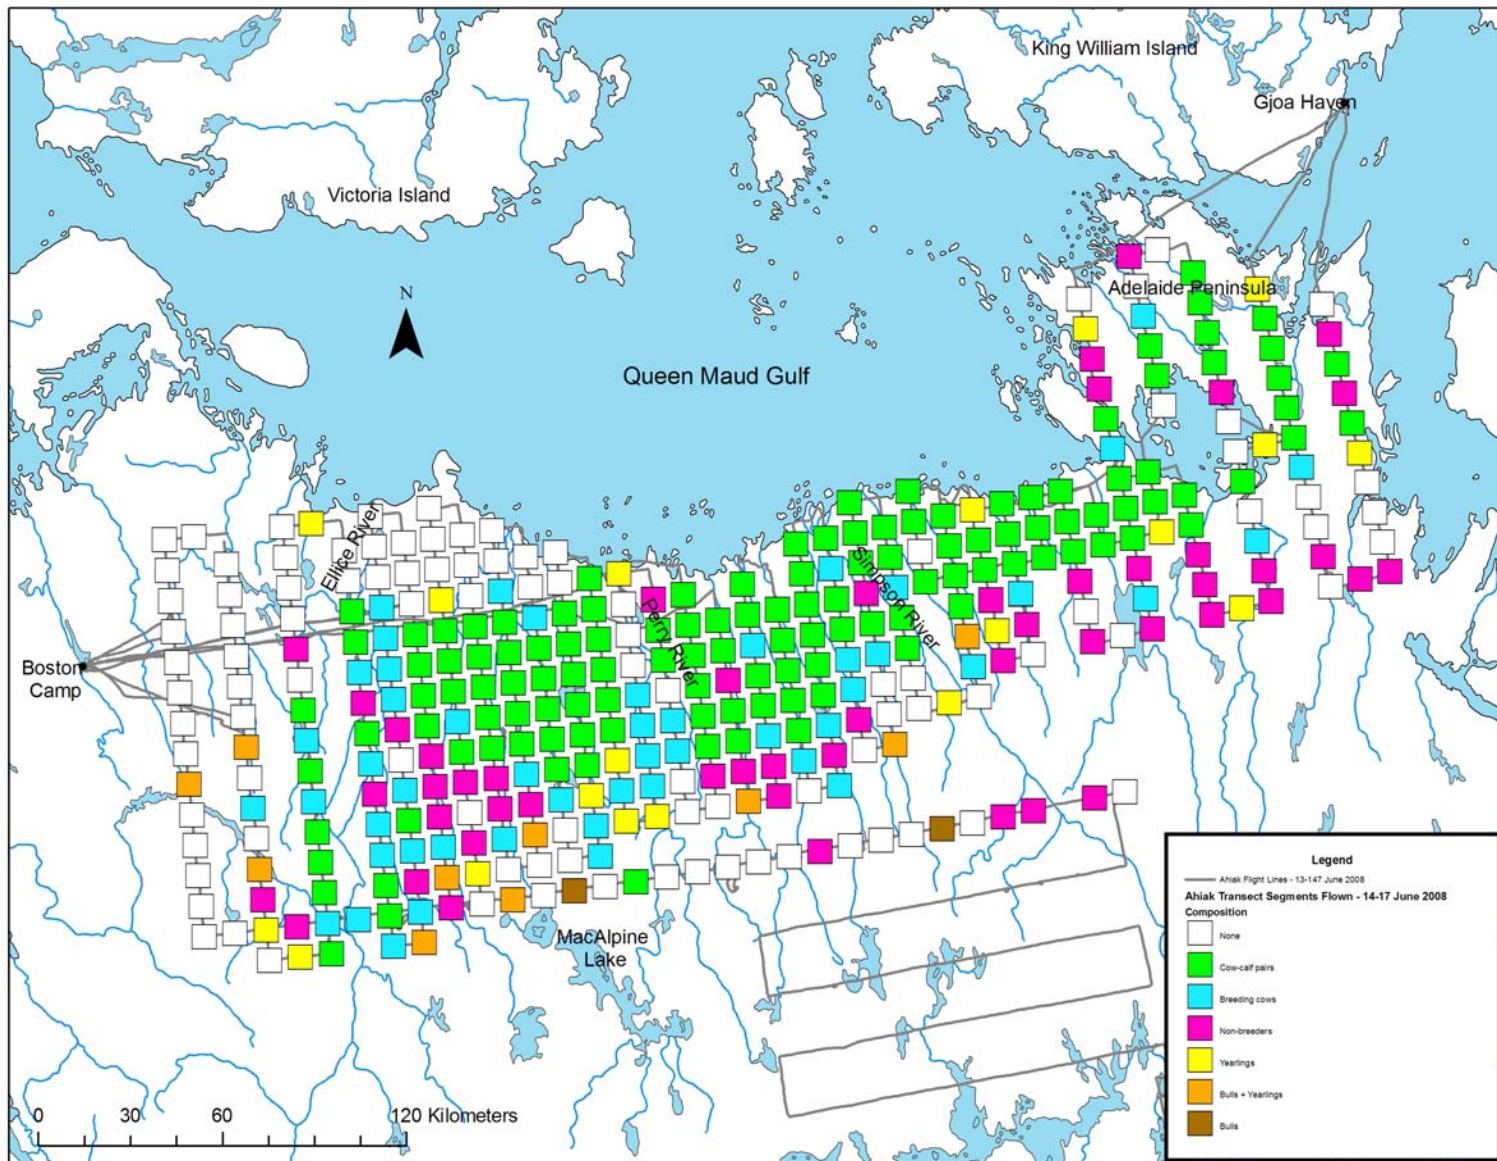 King William Island
Gjoa Haven
Victoria Island
Adelaide Peninsula
N
Queen Maud Gulf
Ellice River
Simpson River
Perry River
Boston
Camp
MacAlpine
Lake
0 30 60 120 Kilometers
Legend
Ahiak Flight Lines - 13-147 June 2008
Ahiak Transect Segments Flown - 14-17 June 2008
Composition
None
Cow-calf pairs
Breeding cows
Non-breeders
Yearlings
Bulls + Yearlings
Bulls